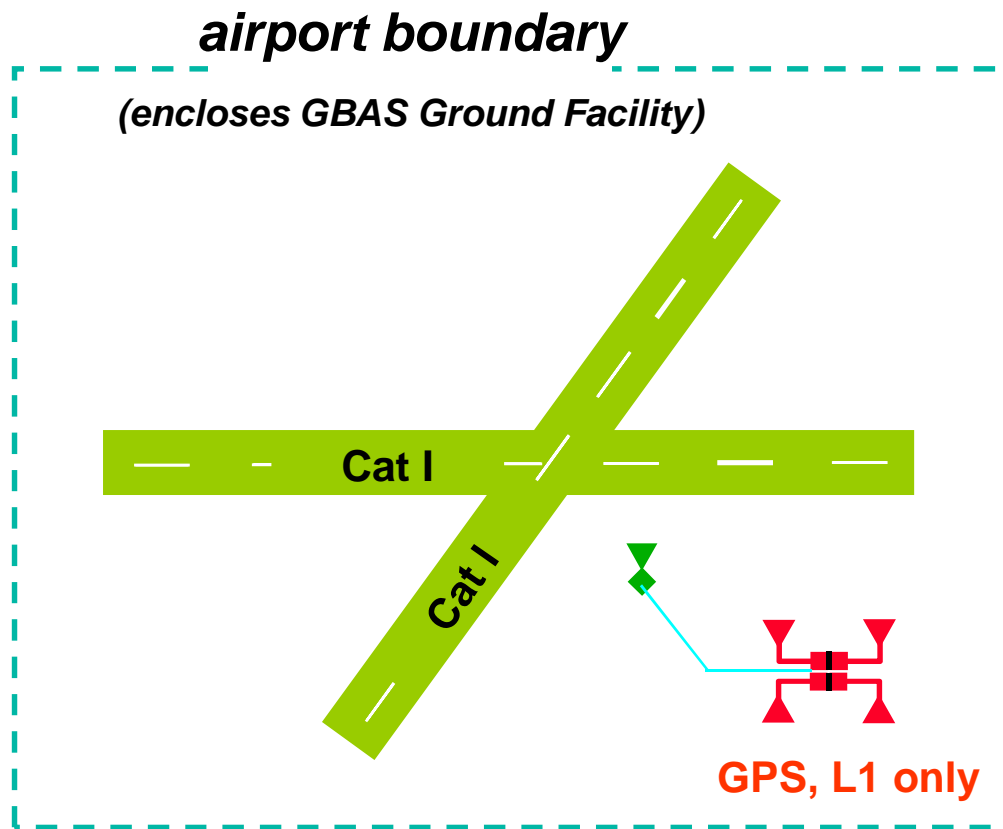 airport boundary
(encloses GBAS Ground Facility)
Cat I
Cat I
GPS, L1 only